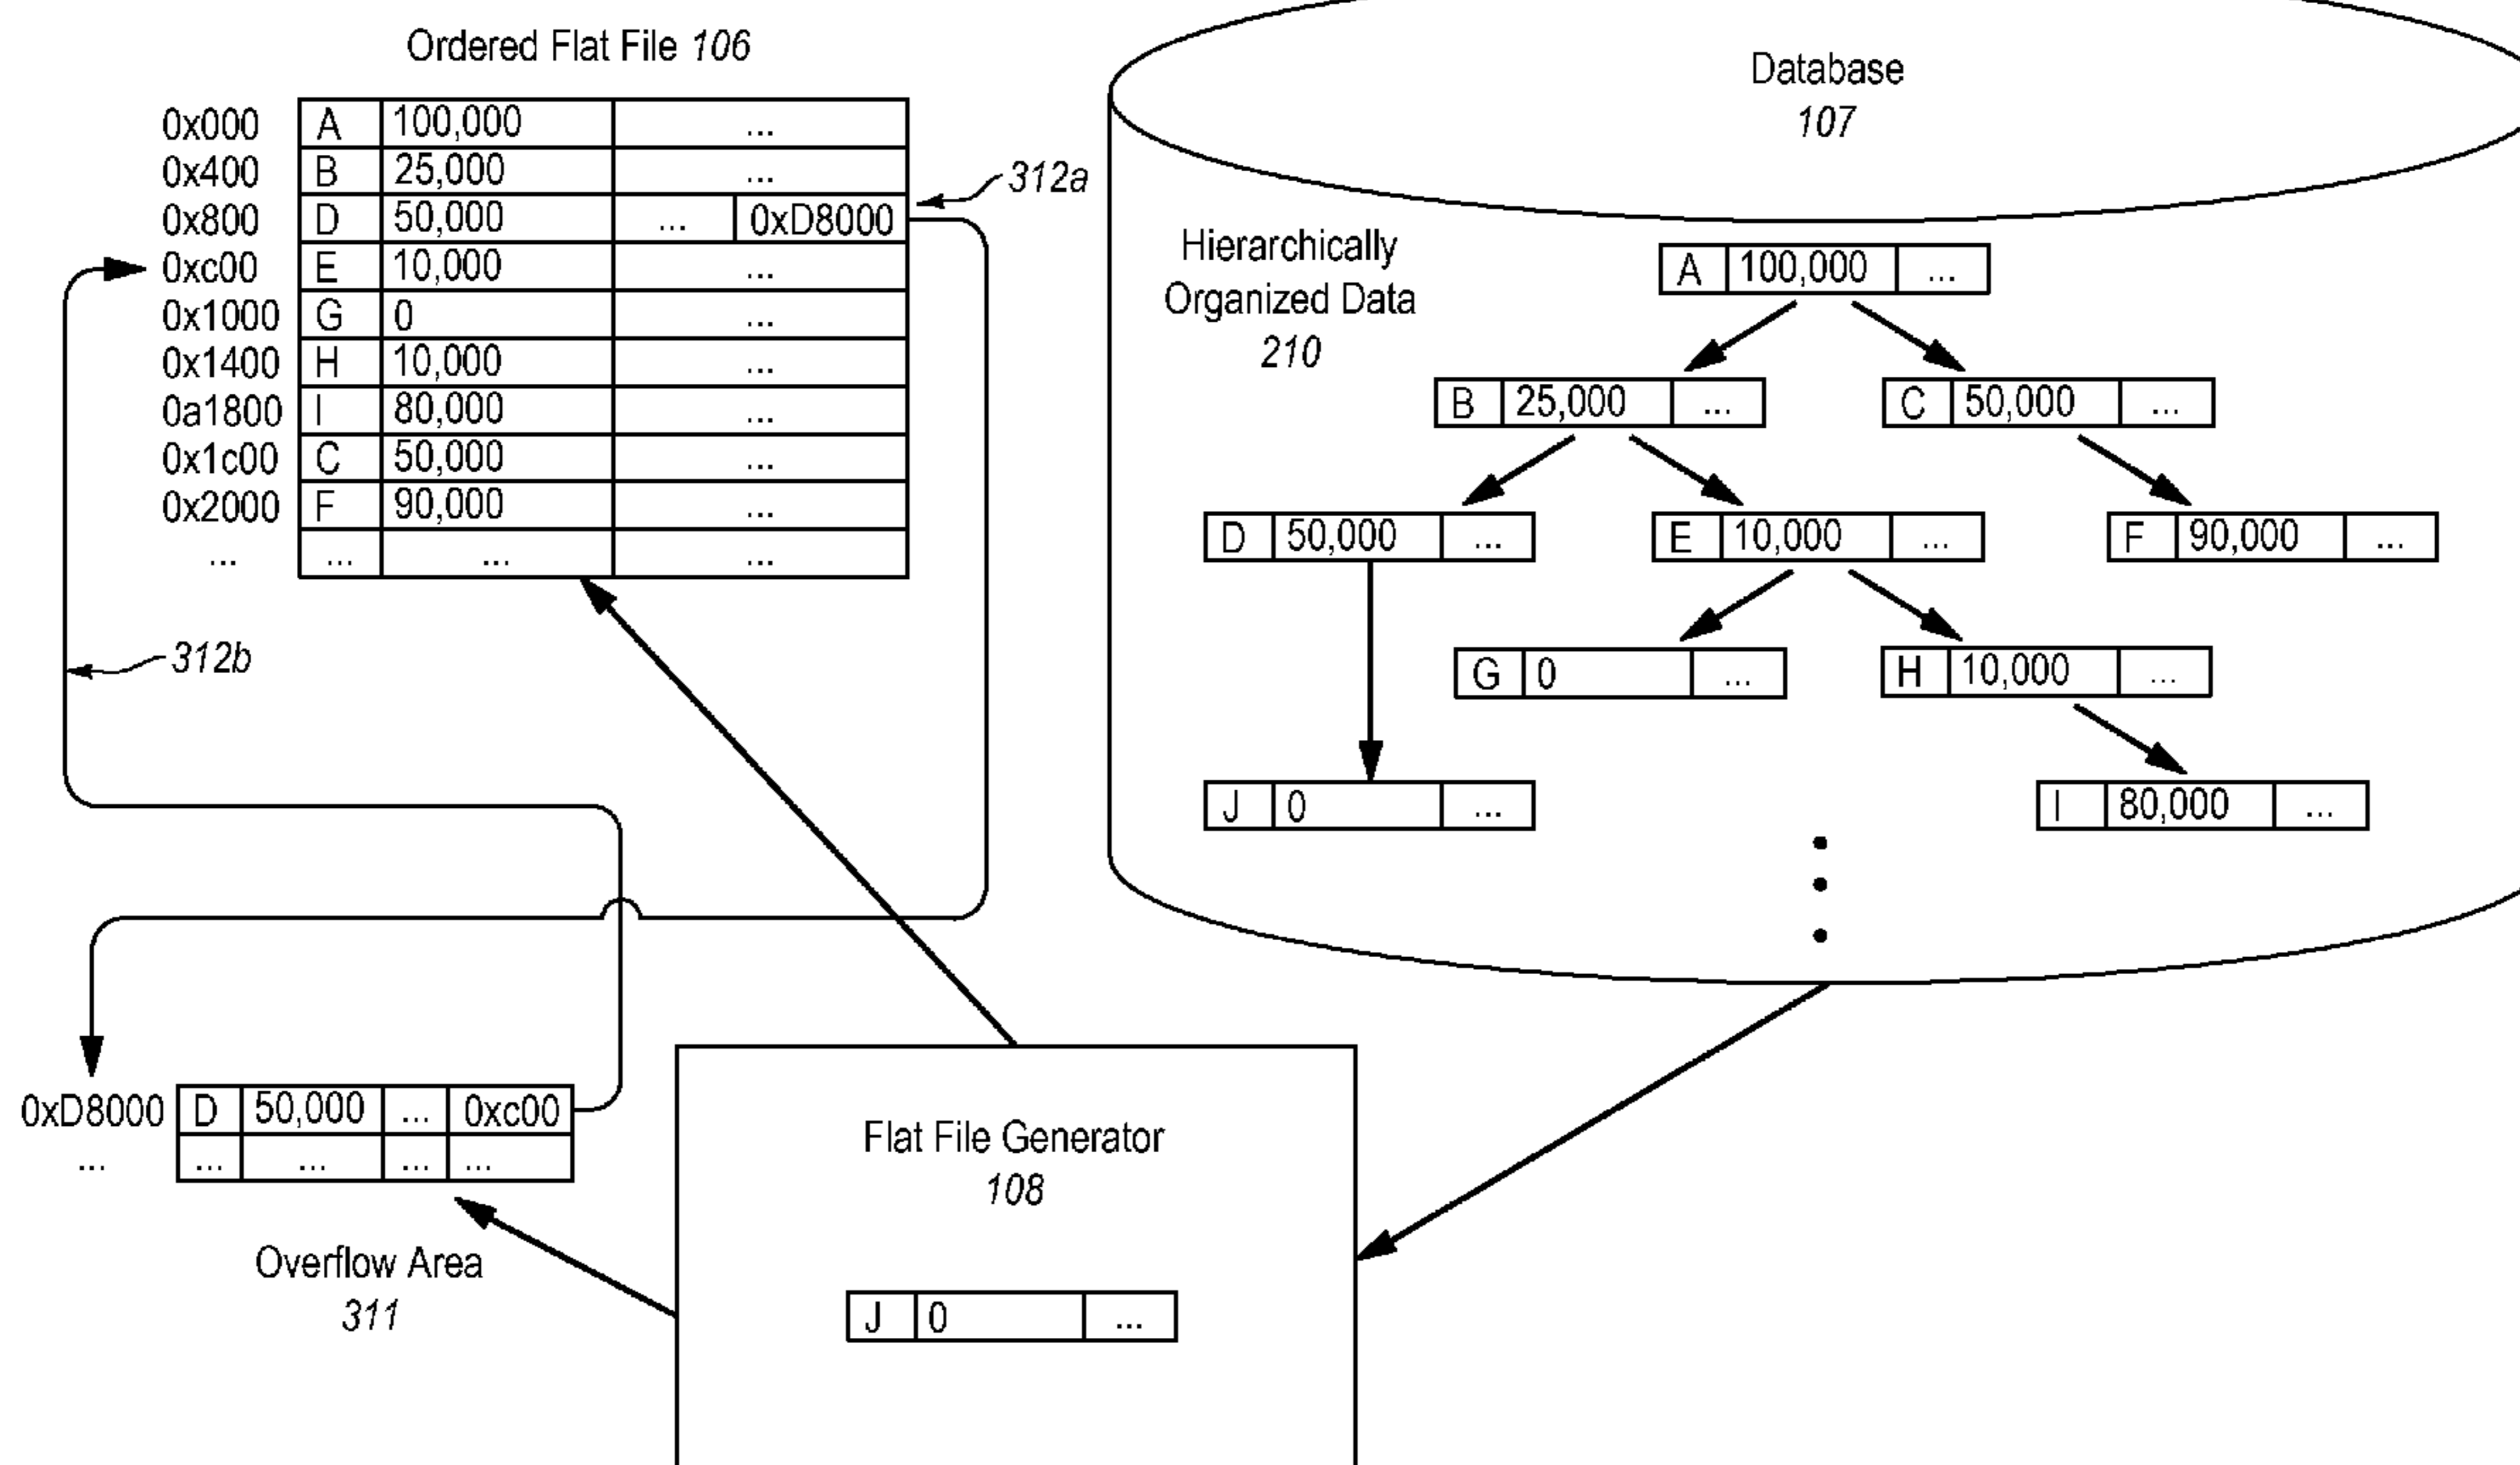 Ordered Flat File 106
0x000 A 100,000 ...
0x400 B 25,000 ...
0x800 D 50,000 ... 0xD8000
0xc00 E 10,000 ...
0x1000 G 0 ...
0x1400 H 10,000 ...
0a1800 I 80,000 ...
0x1c00 C 50,000 ...
0x2000 F 90,000 ...
... ... ... ...
312a
312b
0xD8000 D 50,000 ... 0xc00
... ... ... ... ...
Overflow Area
311
Database
107
Hierarchically
Organized Data
210
A 100,000 ...
B 25,000 ...
C 50,000 ...
D 50,000 ...
E 10,000 ...
F 90,000 ...
G 0 ...
H 10,000 ...
J 0 ...
I 80,000 ...
Flat File Generator
108
J 0 ...